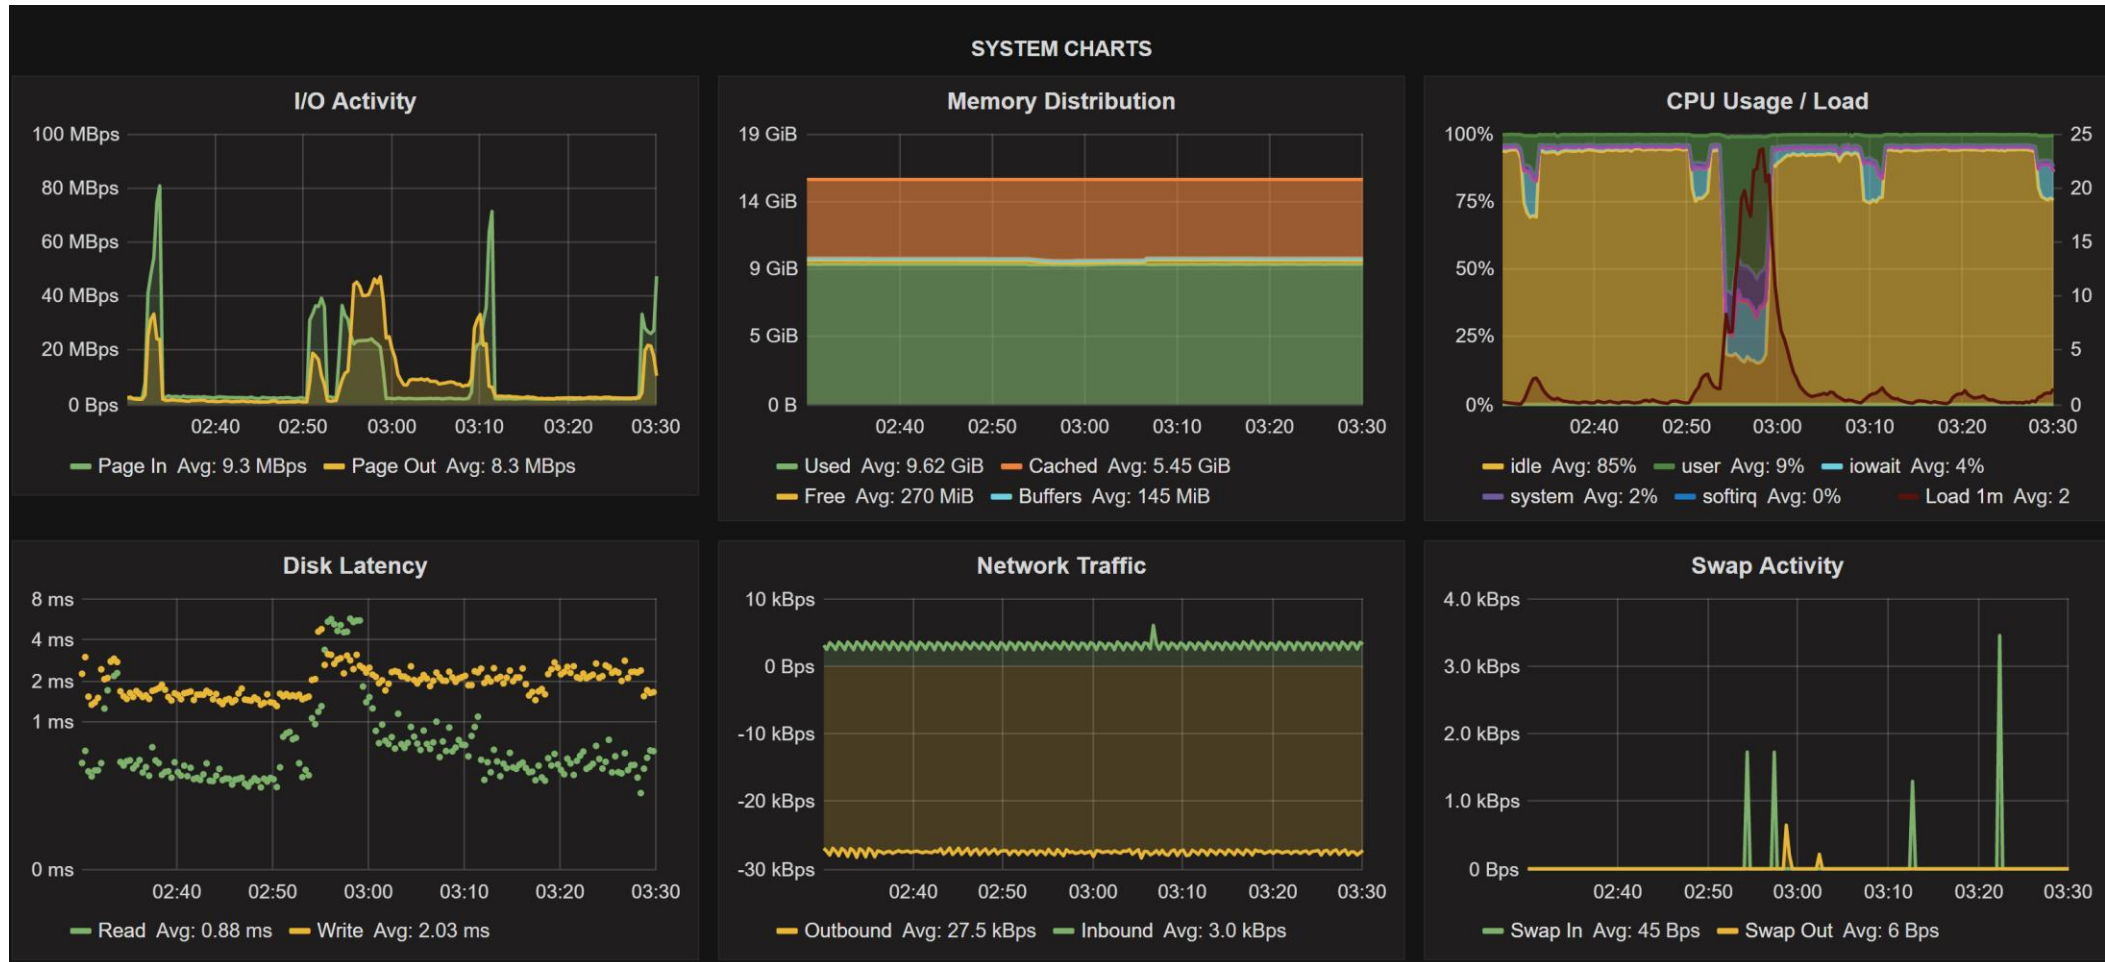 SYSTEM CHARTS
I/O Activity
100 MBps
80 MBps
60 MBps
40 MBps
20 MBps
0 Bps
02:40 02:50 03:00 03:10 03:20 03:30
Page In Avg: 9.3 MBps Page Out Avg: 8.3 MBps
Memory Distribution
19 GiB
14 GiB
9 GiB
5 GiB
0 B
02:40 02:50 03:00 03:10 03:20 03:30
Used Avg: 9.62 GiB Cached Avg: 5.45 GiB
Free Avg: 270 MiB Buffers Avg: 145 MiB
CPU Usage / Load
100% 25
20
75%
15
50%
10
25%
5
0% 0
02:40 02:50 03:00 03:10 03:20 03:30
idle Avg: 85% user Avg: 9% iowait Avg: 4%
system Avg: 2% softirq Avg: 0% Load 1m Avg: 2
Disk Latency
8 ms
4 ms
2 ms
1 ms
0 ms
02:40 02:50 03:00 03:10 03:20 03:30
Read Avg: 0.88 ms Write Avg: 2.03 ms
Network Traffic
10 kBps
0 Bps
-10 kBps
-20 kBps
-30 kBps
02:40 02:50 03:00 03:10 03:20 03:30
Outbound Avg: 27.5 kBps Inbound Avg: 3.0 kBps
Swap Activity
4.0 kBps
3.0 kBps
2.0 kBps
1.0 kBps
0 Bps
02:40 02:50 03:00 03:10 03:20 03:30
Swap In Avg: 45 Bps Swap Out Avg: 6 Bps